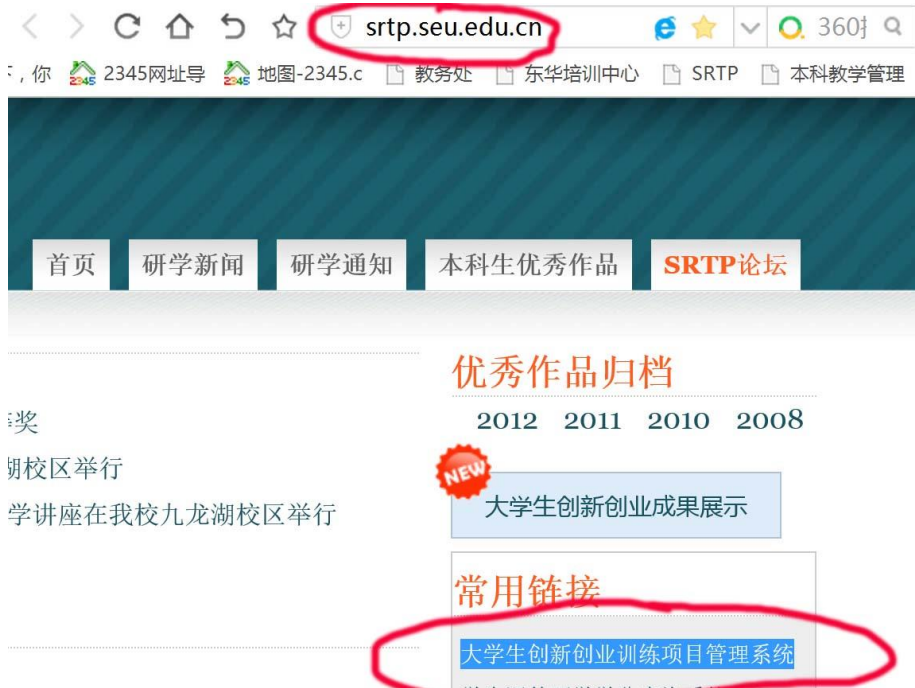 srtp.seu.edu.cn
，你 2345网址导 地图-2345.c 教务处 东华培训中心 SRTP 本科教学管理
首页 研学新闻 研学通知 本科生优秀作品 SRTP论坛
优秀作品归档
奖
2012 2011 2010 2008
湖校区举行
NEW
学讲座在我校九龙湖校区举行
大学生创新创业成果展示
常用链接
大学生创新创业训练项目管理系统